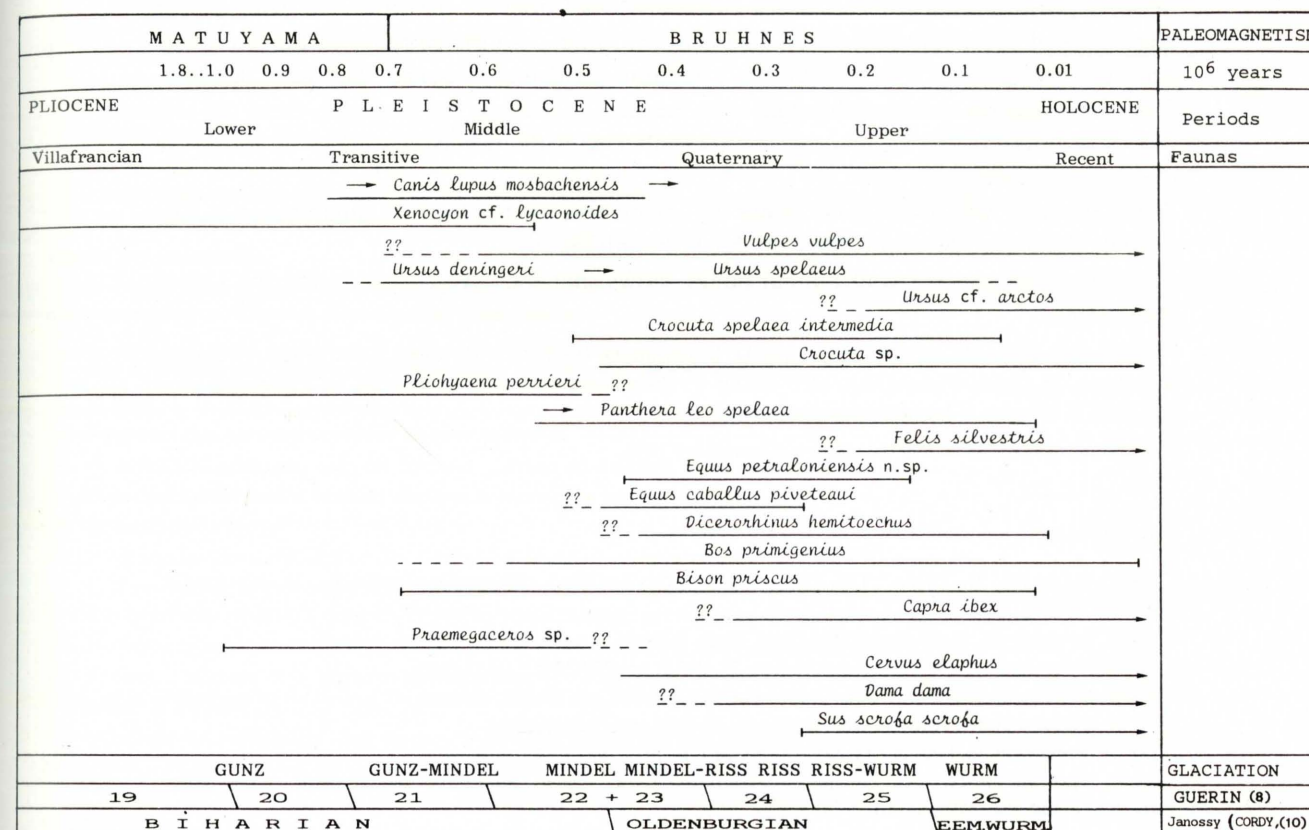 MATUYAMA BRUHNES PALEOMAGNETISM
1.8..1.0 0.9 0.8 0.7 0.6 0.5 0.4 0.3 0.2 0.1 0.01 10⁶ years
PLIOCENE PLEISTOCENE HOLOCENE Periods
Lower Middle Upper
Villafrancian Transitive Quaternary Recent Faunas
Canis lupus mosbachensis
Xenocyon cf. lycaonoides
?? Vulpes vulpes
Ursus deningeri Ursus spelaeus
?? Ursus cf. arctos
Crocuta spelaea intermedia
Crocuta sp.
Pliohyaena perrieri ??
Panthera leo spelaea
?? Felis silvestris
Equus petraloniensis n.sp.
?? Equus caballus piveteaui
?? Dicerorhinus hemitoechus
Bos primigenius
Bison priscus
?? Capra ibex
Praemegaceros sp. ??
Cervus elaphus
?? Dama dama
Sus scrofa scrofa
GUNZ GUNZ-MINDEL MINDEL MINDEL-RISS RISS RISS-WURM WURM GLACIATION
19 20 21 22 + 23 24 25 26 GUERIN (8)
BIHARIAN OLDENBURGIAN EEM.WURM Janossy (CORDY,(10)